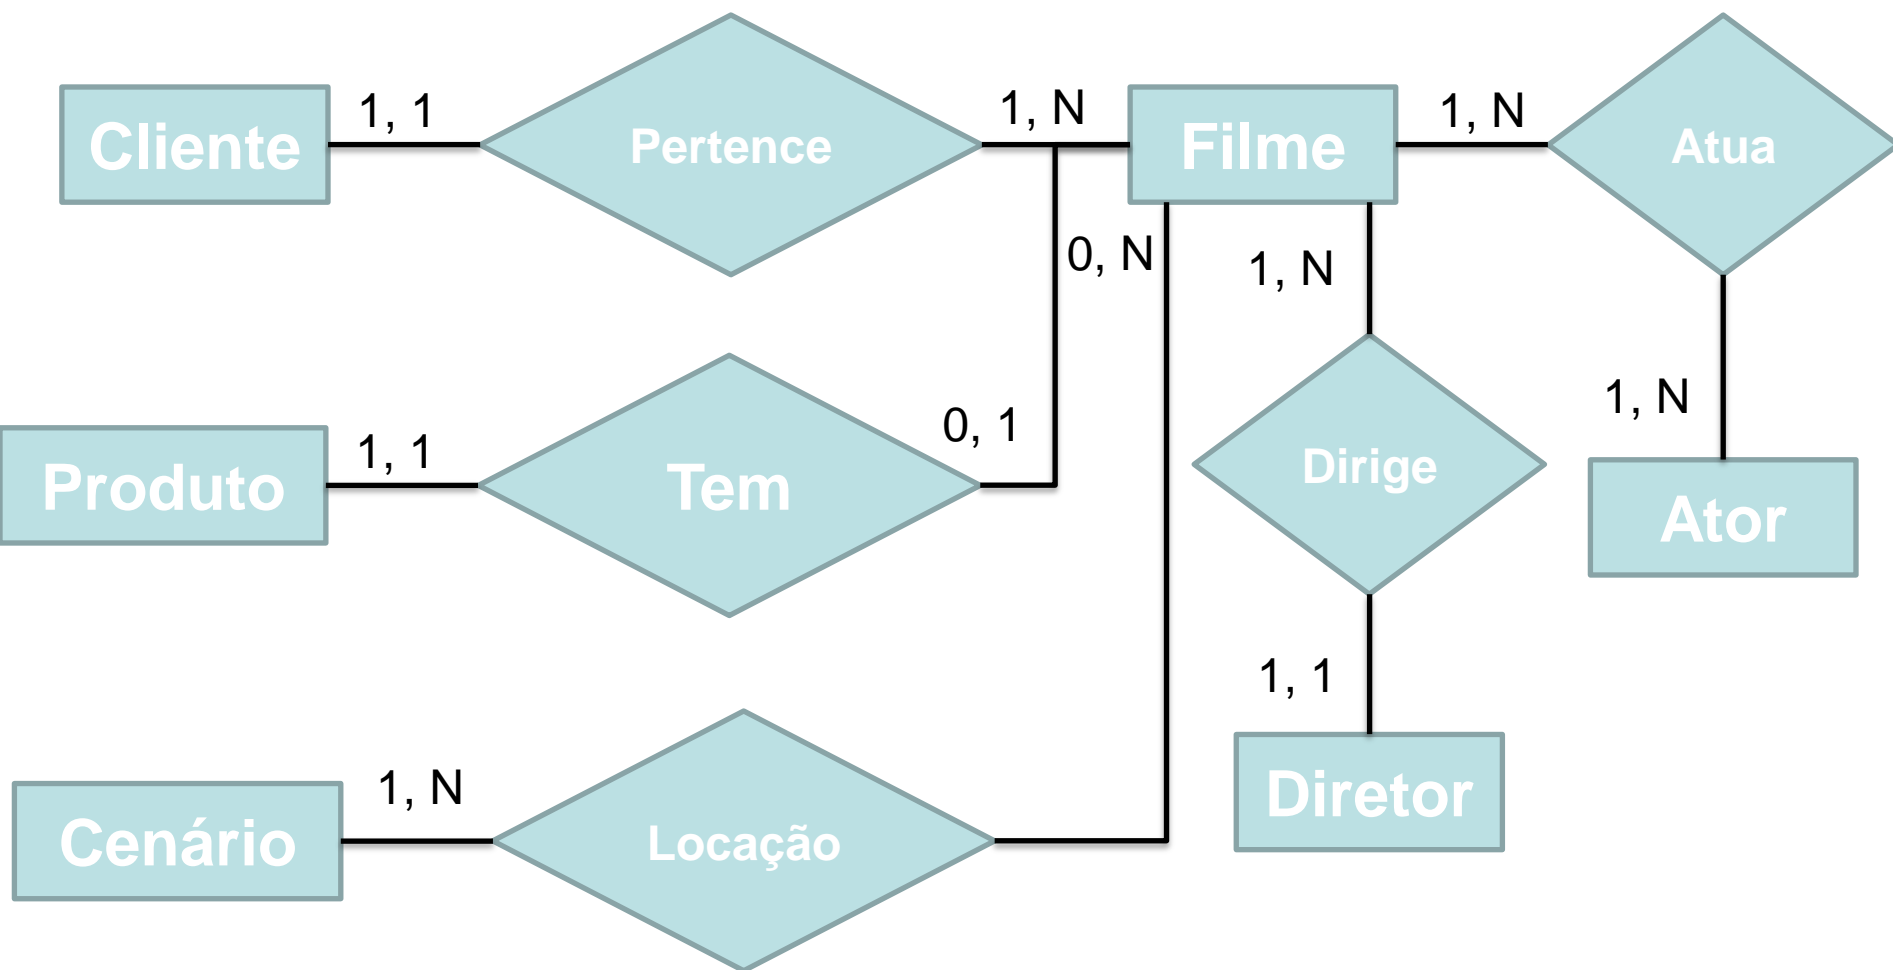 Cliente
1, 1
Pertence
1, N
Filme
1, N
Atua
0, N
1, N
Produto
1, 1
Tem
0, 1
Dirige
1, N
Ator
1, 1
Diretor
Cenário
1, N
Locação